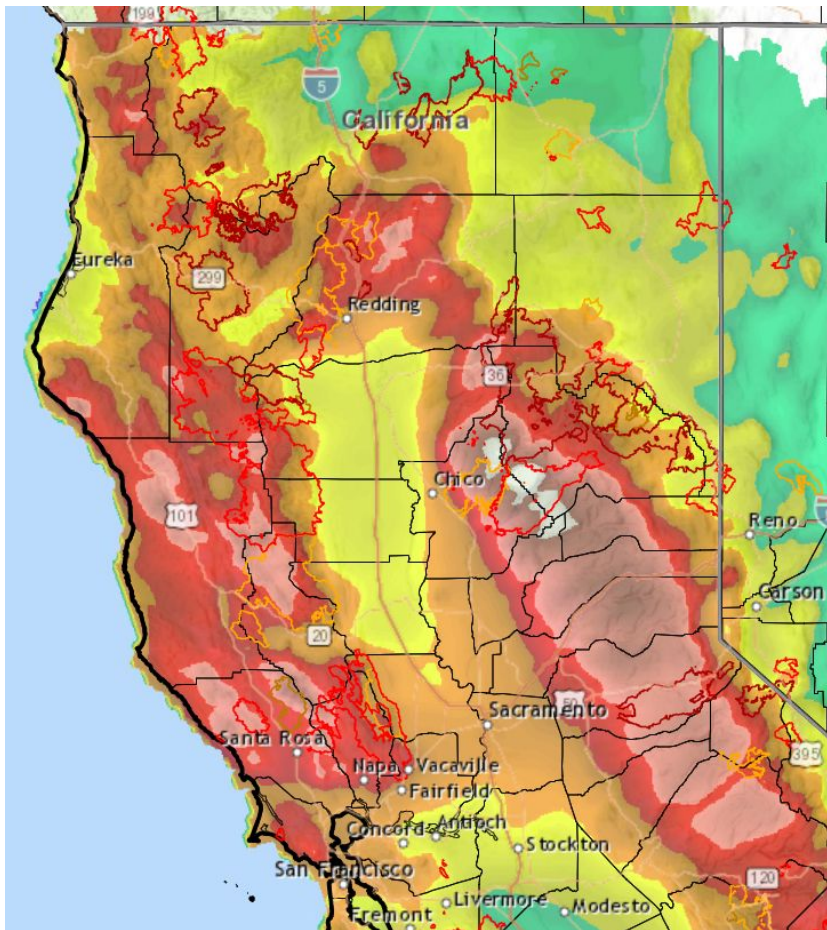 199
5
California
Eureka
299
Redding
36
Chico
101
Reno
Carson
20
50
Sacramento
395
Santa Rosa
Napa
Vacaville
Fairfield
Concord
Antioch
Stockton
San Francisco
120
Livermore
Modesto
Fremont